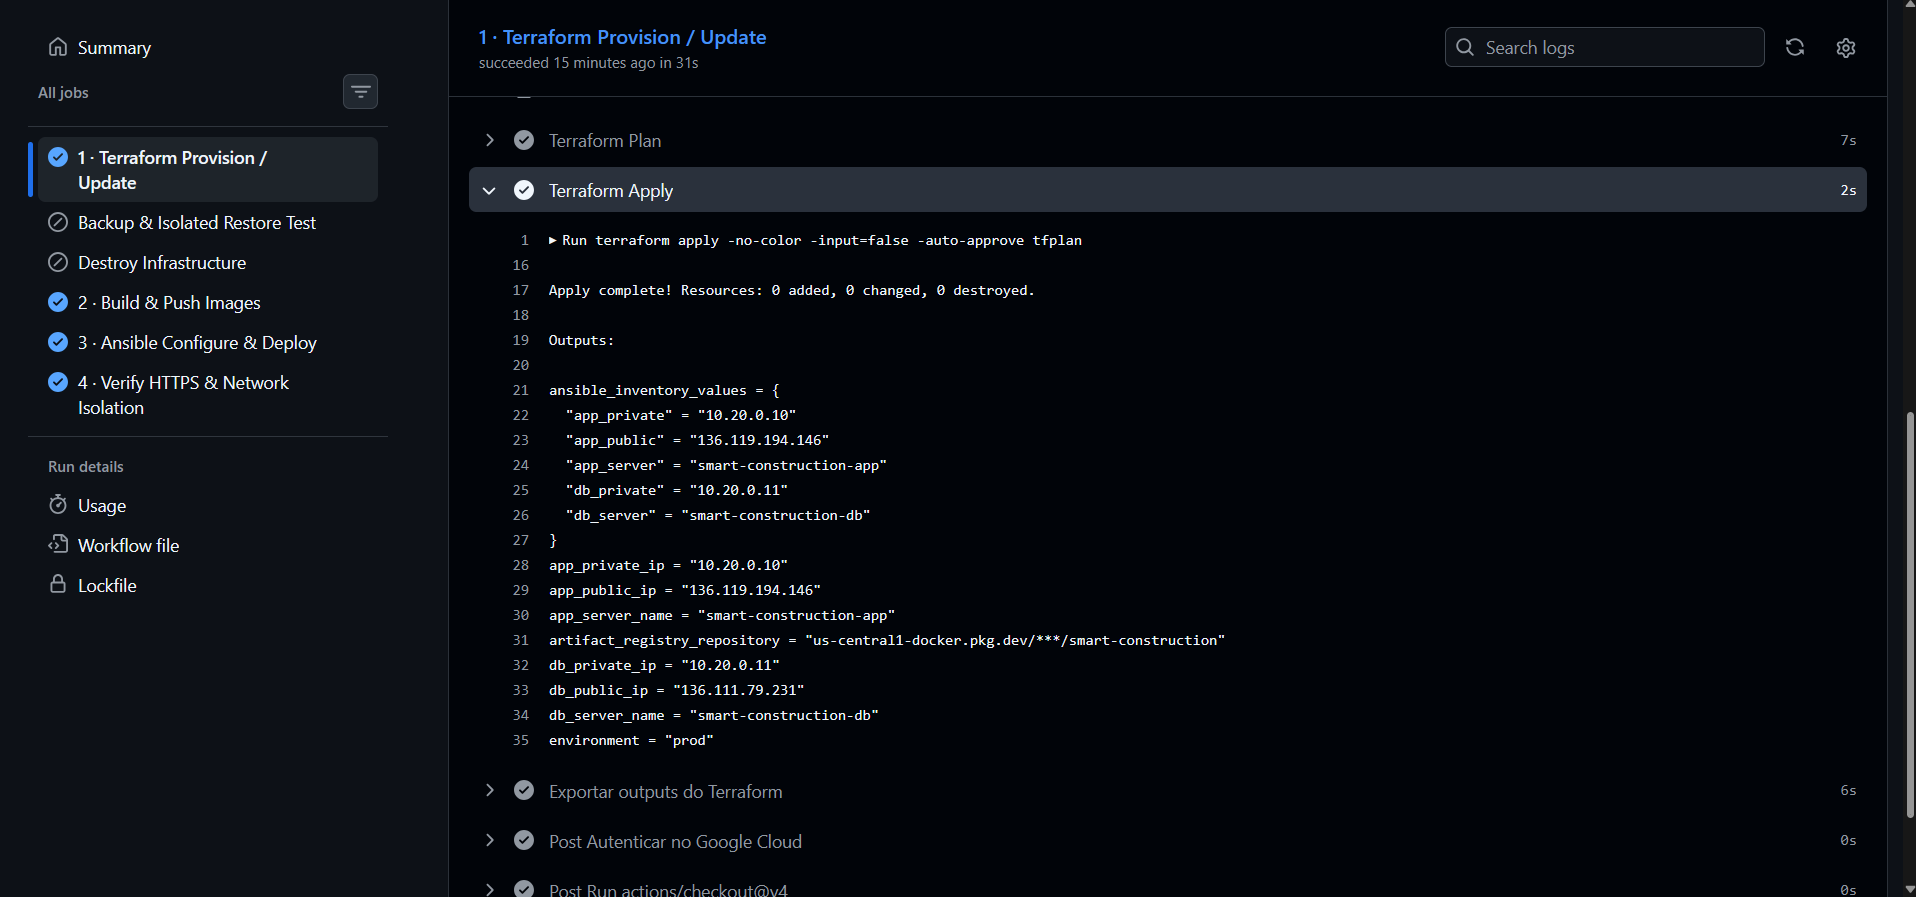 Summary
All jobs
1 · Terraform Provision /
Update
Backup & Isolated Restore Test
Destroy Infrastructure
2 · Build & Push Images
3 · Ansible Configure & Deploy
4 · Verify HTTPS & Network
Isolation
Run details
Usage
Workflow file
Lockfile
1 · Terraform Provision / Update
succeeded 15 minutes ago in 31s
Search logs
Terraform Plan 7s
Terraform Apply 2s
1 Run terraform apply -no-color -input=false -auto-approve tfplan
16
17 Apply complete! Resources: 0 added, 0 changed, 0 destroyed.
18
19 Outputs:
20
21 ansible_inventory_values = {
22 "app_private" = "10.20.0.10"
23 "app_public" = "136.119.194.146"
24 "app_server" = "smart-construction-app"
25 "db_private" = "10.20.0.11"
26 "db_server" = "smart-construction-db"
27 }
28 app_private_ip = "10.20.0.10"
29 app_public_ip = "136.119.194.146"
30 app_server_name = "smart-construction-app"
31 artifact_registry_repository = "us-central1-docker.pkg.dev/***/smart-construction"
32 db_private_ip = "10.20.0.11"
33 db_public_ip = "136.111.79.231"
34 db_server_name = "smart-construction-db"
35 environment = "prod"
Exportar outputs do Terraform 6s
Post Autenticar no Google Cloud 0s
Post Run actions/checkout@v4 0s